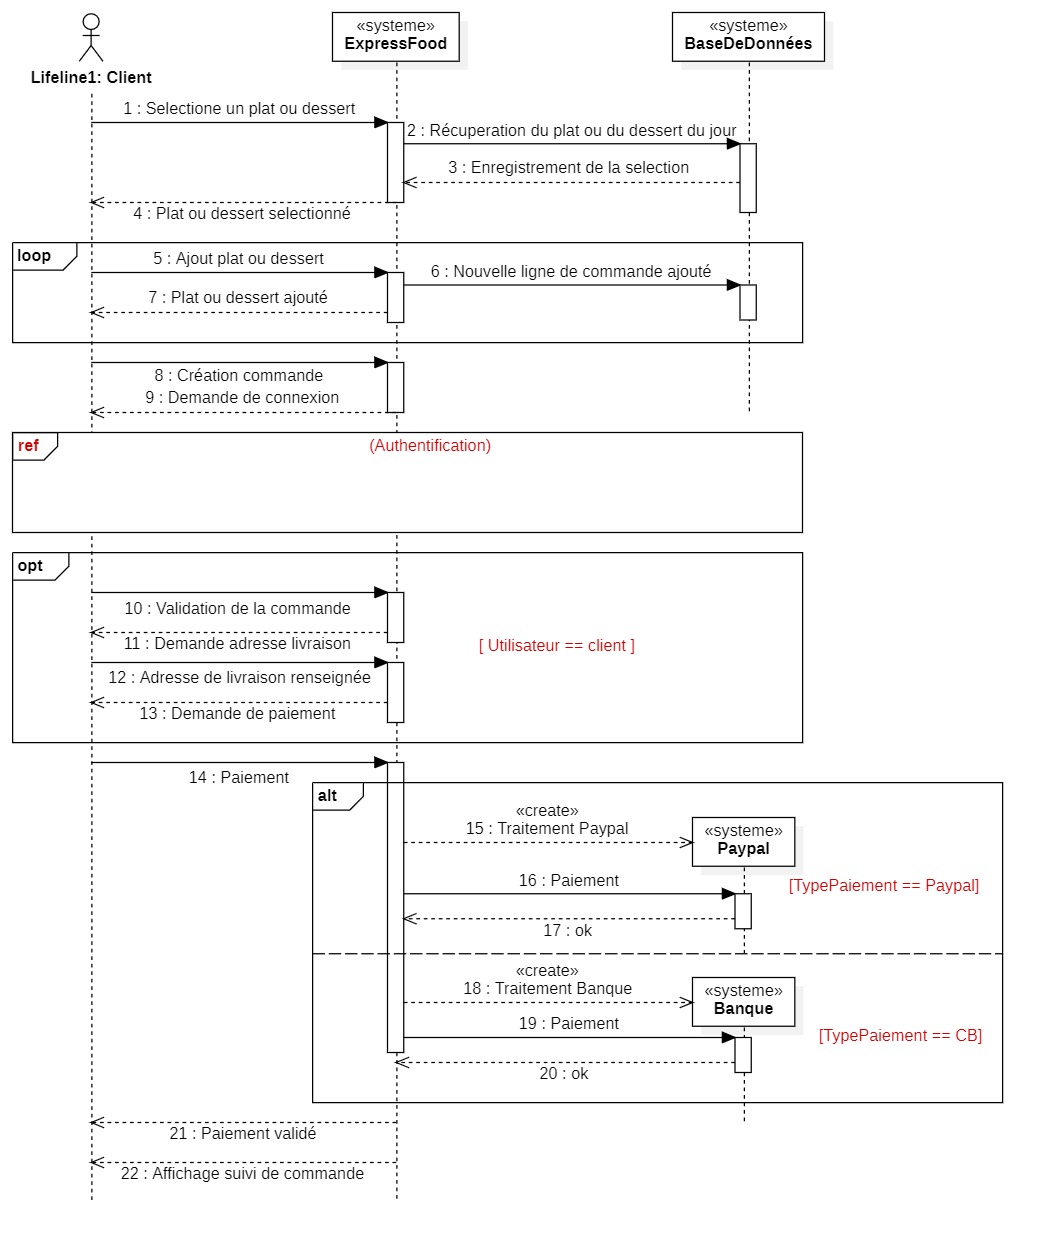 «systeme»
ExpressFood
«systeme»
BaseDeDonnées
Lifeline1: Client
1 : Selectione un plat ou dessert
2 : Récuperation du plat ou du dessert du jour
3 : Enregistrement de la selection
4 : Plat ou dessert selectionné
loop
5 : Ajout plat ou dessert
6 : Nouvelle ligne de commande ajouté
7 : Plat ou dessert ajouté
8 : Création commande
9 : Demande de connexion
ref
(Authentification)
opt
10 : Validation de la commande
11 : Demande adresse livraison
[ Utilisateur == client ]
12 : Adresse de livraison renseignée
13 : Demande de paiement
14 : Paiement
alt
«create»
15 : Traitement Paypal
«systeme»
Paypal
16 : Paiement
[TypePaiement == Paypal]
17 : ok
«create»
18 : Traitement Banque
«systeme»
Banque
19 : Paiement
[TypePaiement == CB]
20 : ok
21 : Paiement validé
22 : Affichage suivi de commande